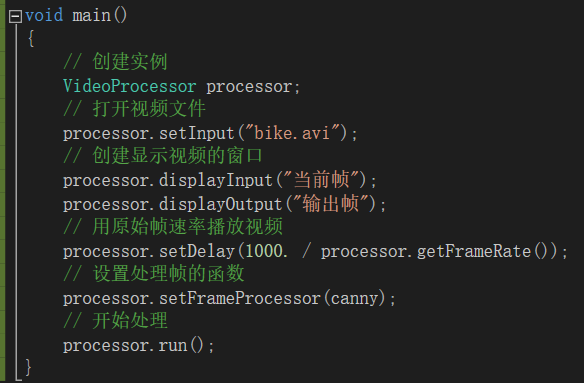 void main()
{
// 创建实例
VideoProcessor processor;
// 打开视频文件
processor.setInput("bike.avi");
// 创建显示视频的窗口
processor.displayInput("当前帧");
processor.displayOutput("输出帧");
// 用原始帧速率播放视频
processor.setDelay(1000. / processor.getFrameRate());
// 设置处理帧的函数
processor.setFrameProcessor(canny);
// 开始处理
processor.run();
}